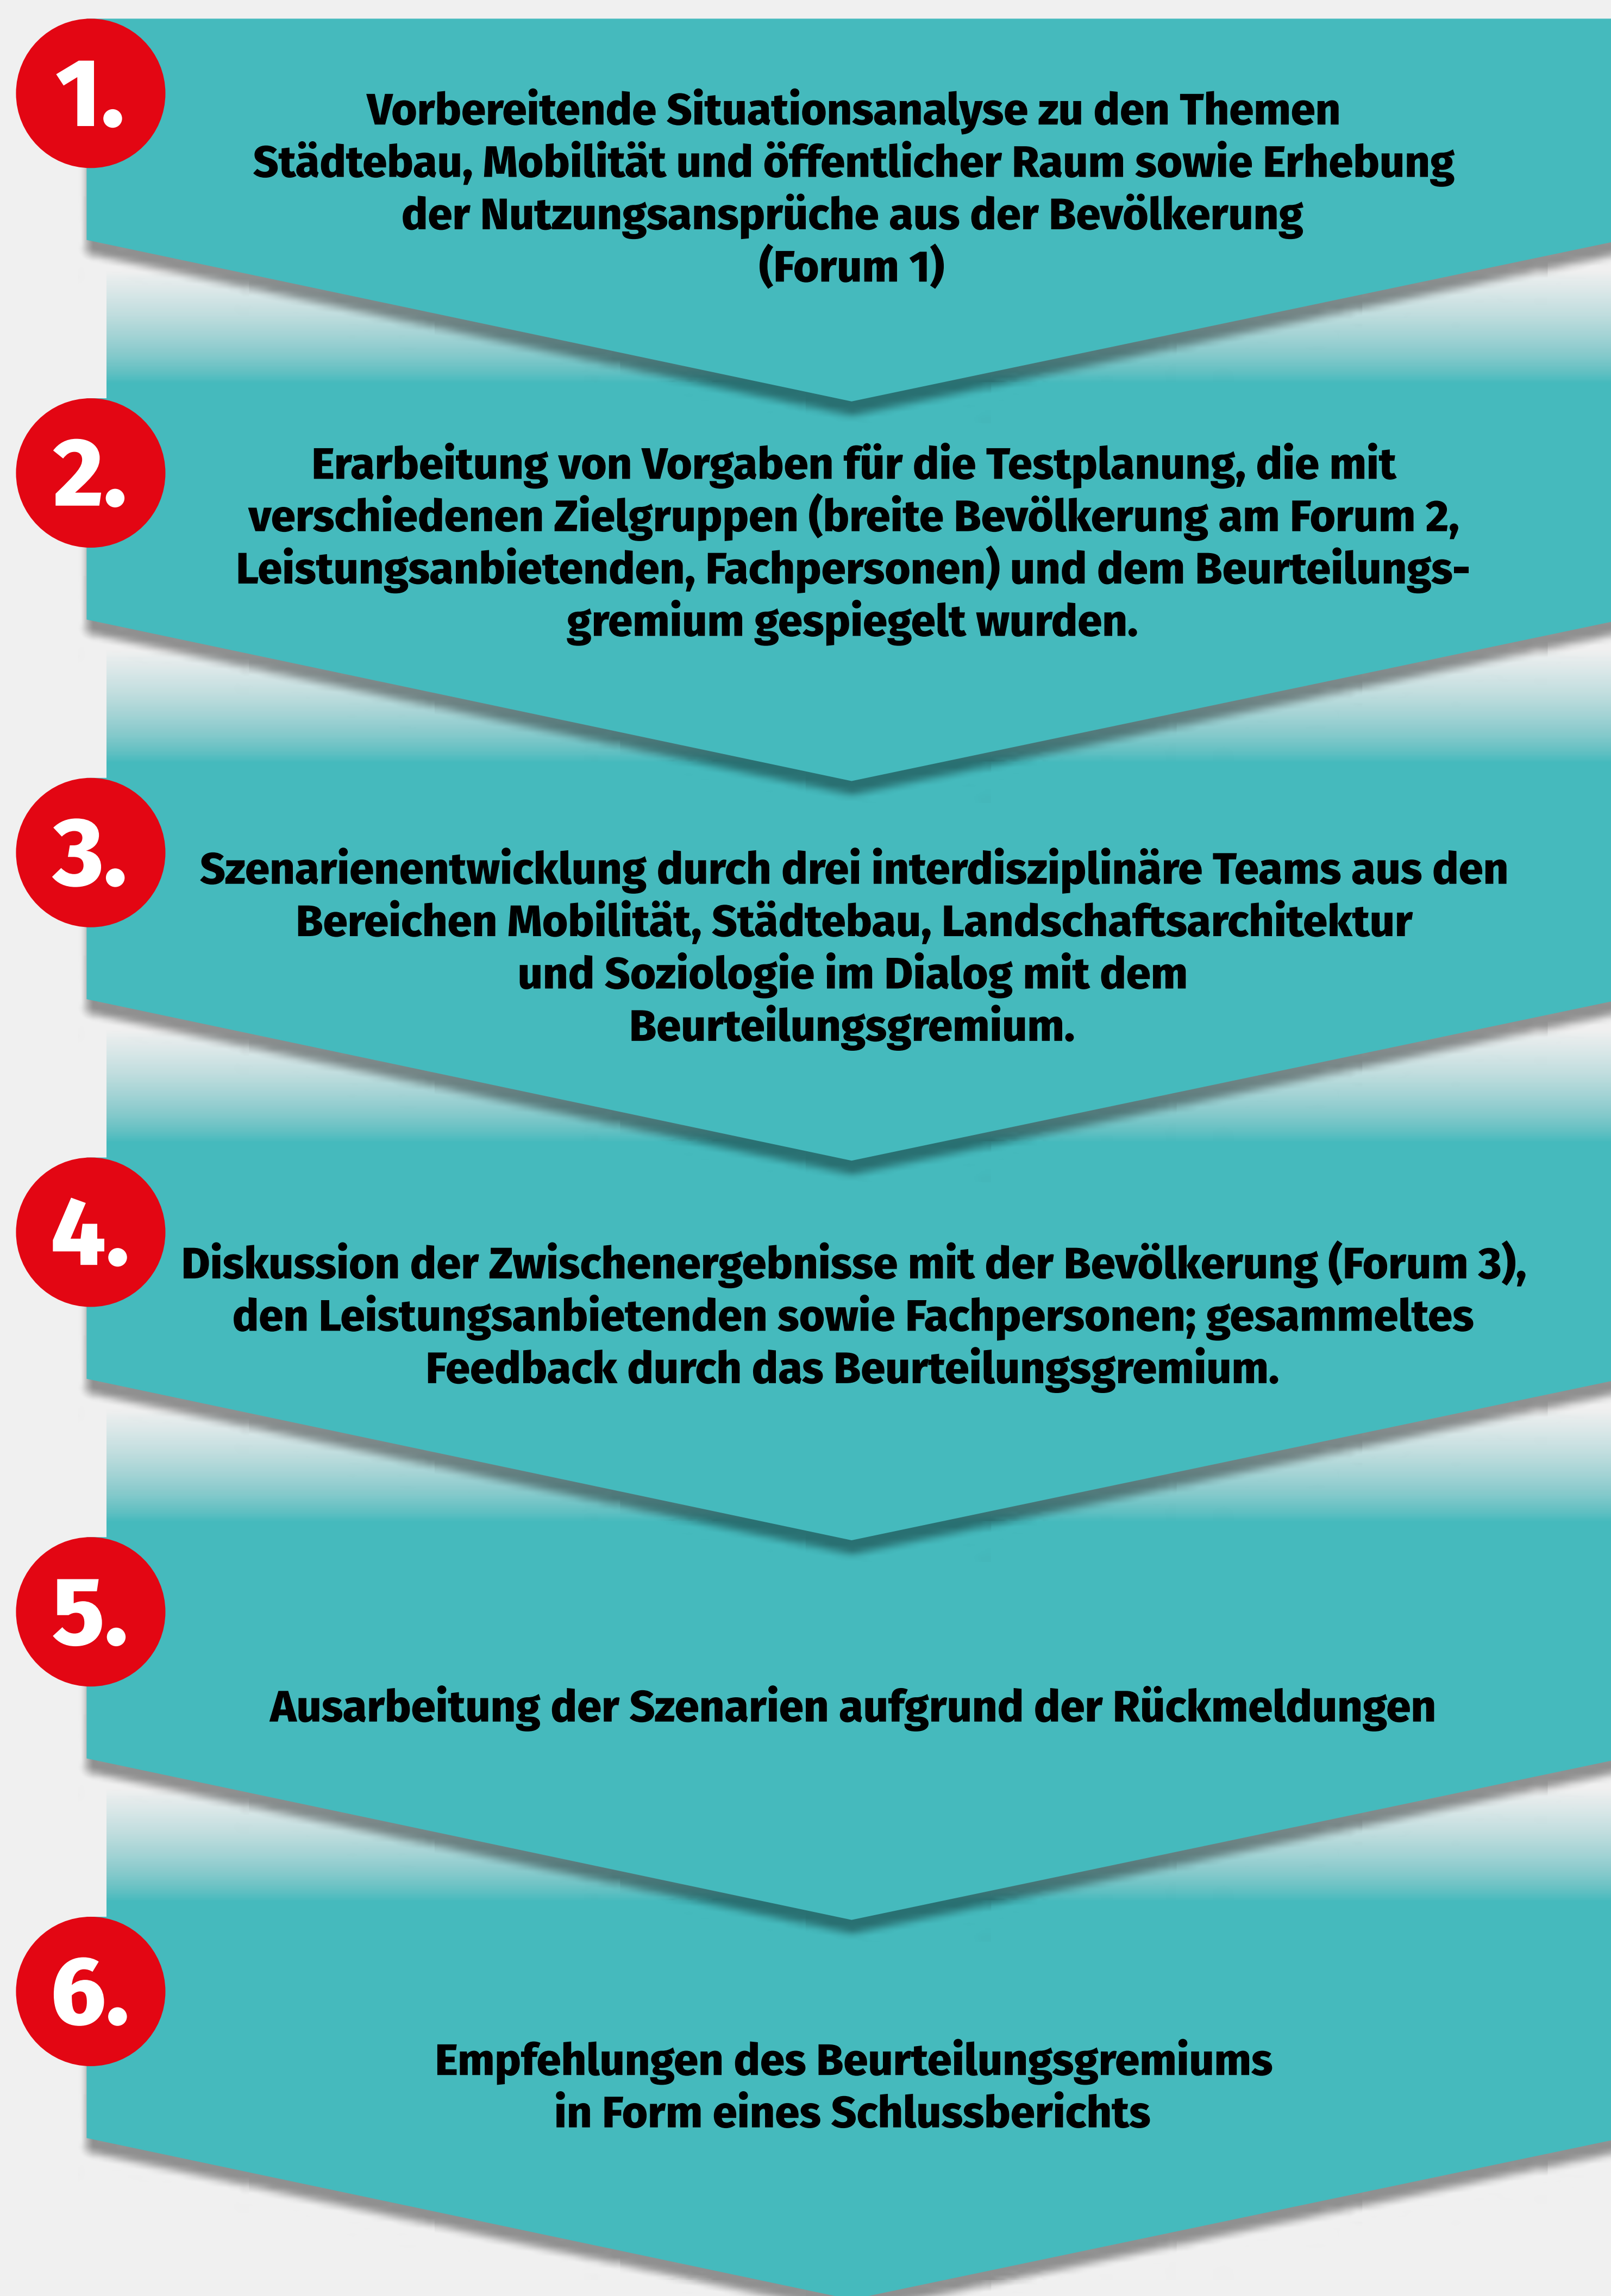 1.
Vorbereitende Situationsanalyse zu den Themen
Städtebau, Mobilität und öffentlicher Raum sowie Erhebung
der Nutzungsansprüche aus der Bevölkerung
(Forum 1)
2.
Erarbeitung von Vorgaben für die Testplanung, die mit
verschiedenen Zielgruppen (breite Bevölkerung am Forum 2,
Leistungsanbietenden, Fachpersonen) und dem Beurteilungs-
gremium gespiegelt wurden.
3.
Szenarienentwicklung durch drei interdisziplinäre Teams aus den
Bereichen Mobilität, Städtebau, Landschaftsarchitektur
und Soziologie im Dialog mit dem
Beurteilungsgremium.
4.
Diskussion der Zwischenergebnisse mit der Bevölkerung (Forum 3),
den Leistungsanbietenden sowie Fachpersonen; gesammeltes
Feedback durch das Beurteilungsgremium.
5.
Ausarbeitung der Szenarien aufgrund der Rückmeldungen
6.
Empfehlungen des Beurteilungsgremiums
in Form eines Schlussberichts